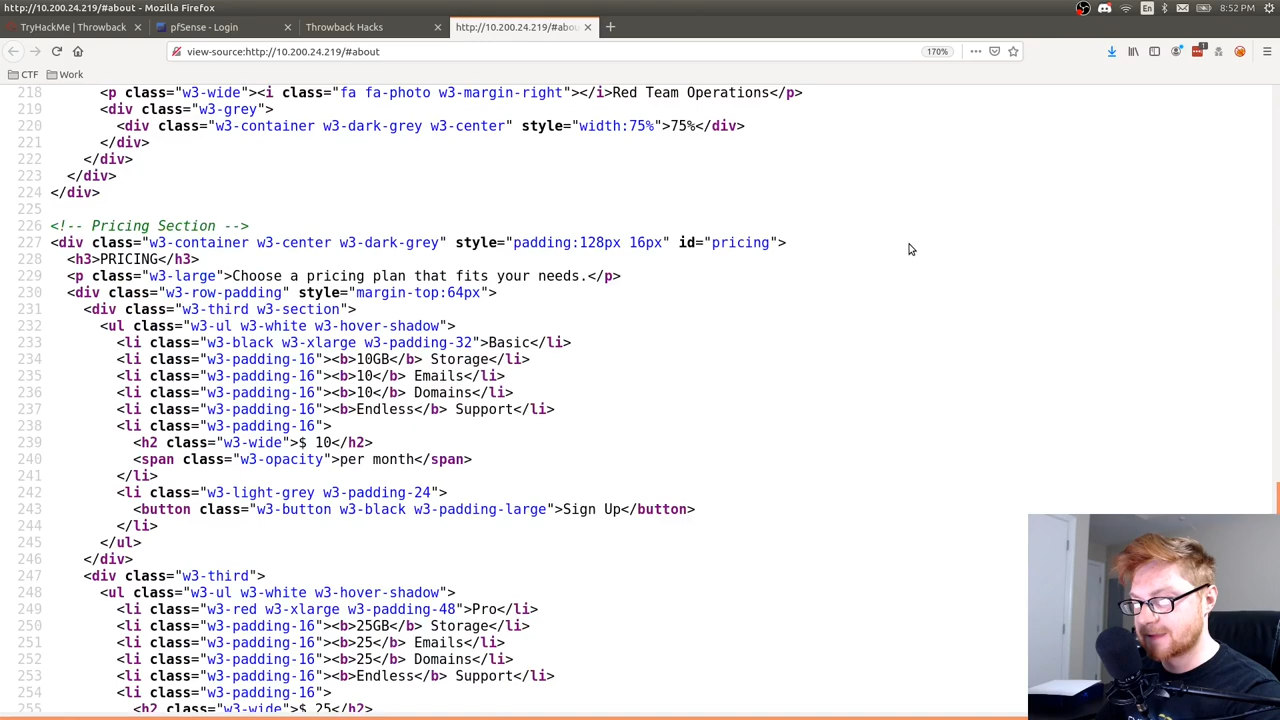 http://10.200.24.219/#about - Mozilla Firefox
En
8:52 PM
TryHackMe | Throwback
pfSense - Login
Throwback Hacks
http://10.200.24.219/#abou
view-source:http://10.200.24.219/#about
170%
CTF
Work
218 <p class="w3-wide"><i class="fa fa-photo w3-margin-right"></i>Red Team Operations</p>
219 <div class="w3-grey">
220 <div class="w3-container w3-dark-grey w3-center" style="width:75%">75%</div>
221 </div>
222 </div>
223 </div>
224 </div>
225
226 <!-- Pricing Section -->
227 <div class="w3-container w3-center w3-dark-grey" style="padding:128px 16px" id="pricing">
228 <h3>PRICING</h3>
229 <p class="w3-large">Choose a pricing plan that fits your needs.</p>
230 <div class="w3-row-padding" style="margin-top:64px">
231 <div class="w3-third w3-section">
232 <ul class="w3-ul w3-white w3-hover-shadow">
233 <li class="w3-black w3-xlarge w3-padding-32">Basic</li>
234 <li class="w3-padding-16"><b>10GB</b> Storage</li>
235 <li class="w3-padding-16"><b>10</b> Emails</li>
236 <li class="w3-padding-16"><b>10</b> Domains</li>
237 <li class="w3-padding-16"><b>Endless</b> Support</li>
238 <li class="w3-padding-16">
239 <h2 class="w3-wide">$ 10</h2>
240 <span class="w3-opacity">per month</span>
241 </li>
242 <li class="w3-light-grey w3-padding-24">
243 <button class="w3-button w3-black w3-padding-large">Sign Up</button>
244 </li>
245 </ul>
246 </div>
247 <div class="w3-third">
248 <ul class="w3-ul w3-white w3-hover-shadow">
249 <li class="w3-red w3-xlarge w3-padding-48">Pro</li>
250 <li class="w3-padding-16"><b>25GB</b> Storage</li>
251 <li class="w3-padding-16"><b>25</b> Emails</li>
252 <li class="w3-padding-16"><b>25</b> Domains</li>
253 <li class="w3-padding-16"><b>Endless</b> Support</li>
254 <li class="w3-padding-16">
255 <h2 class="w3-wide">$ 25</h2>